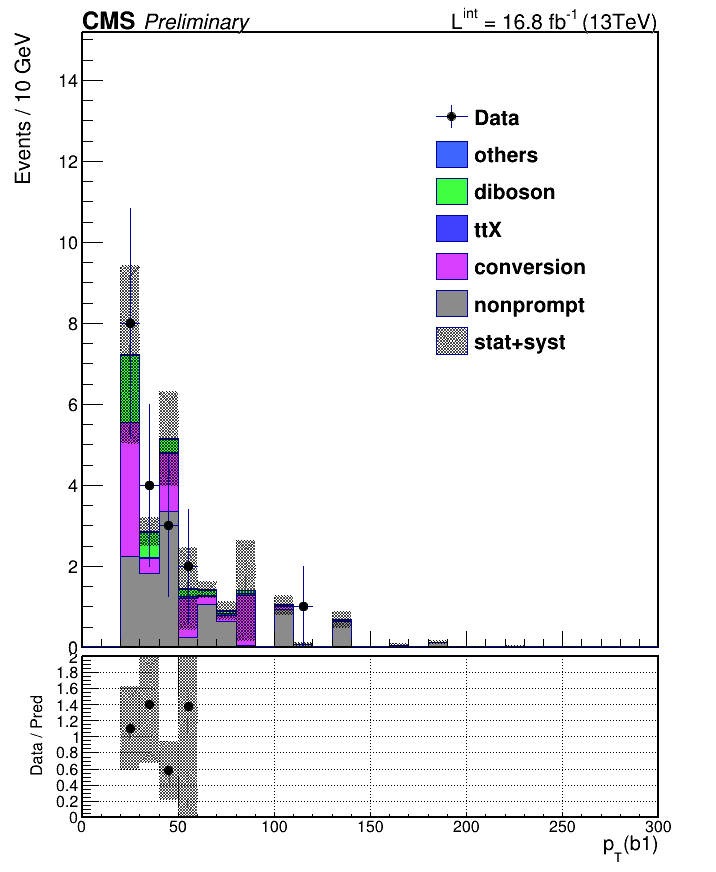 CMS Preliminary L^int = 16.8 fb^-1 (13TeV)
Events / 10 GeV
14
12
10
8
6
4
2
0
Data
others
diboson
ttX
conversion
nonprompt
stat+syst
Data / Pred
2
1.8
1.6
1.4
1.2
1
0.8
0.6
0.4
0.2
0
0 50 100 150 200 250 300
p_T(b1)